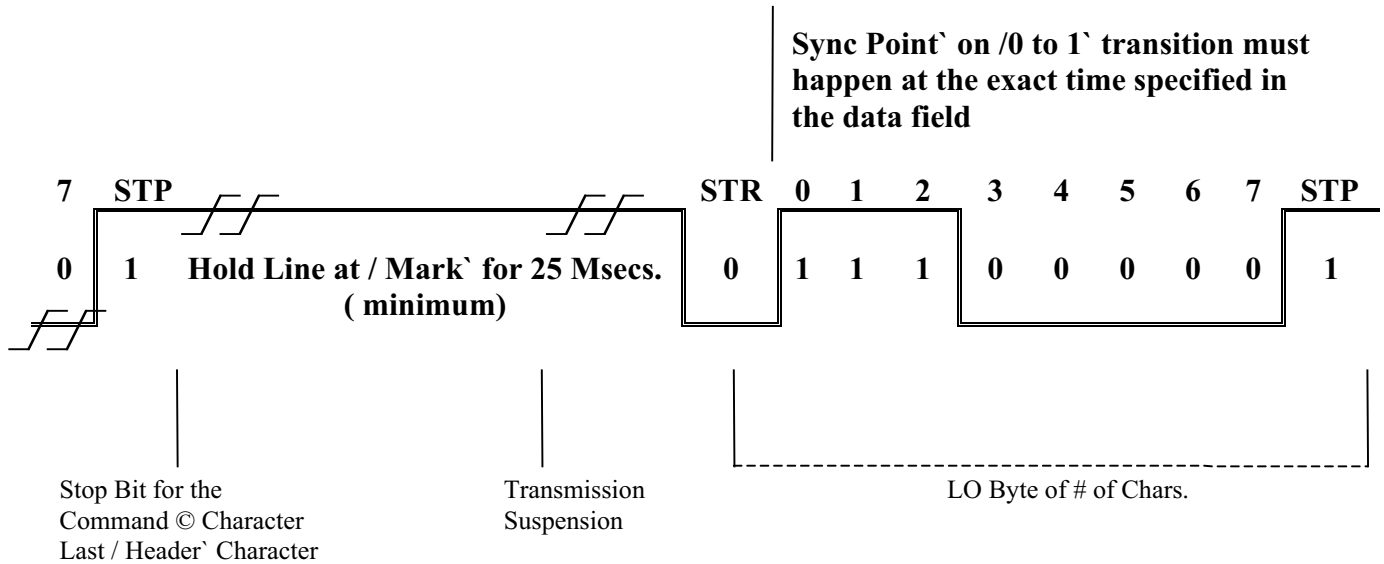 Sync Point` on /0 to 1` transition must
happen at the exact time specified in
the data field
7 STP STR 0 1 2 3 4 5 6 7 STP
0 1 Hold Line at / Mark` for 25 Msecs. 0 1 1 1 0 0 0 0 0 1
( minimum)
Stop Bit for the
Command © Character
Last / Header` Character
Transmission
Suspension
LO Byte of # of Chars.